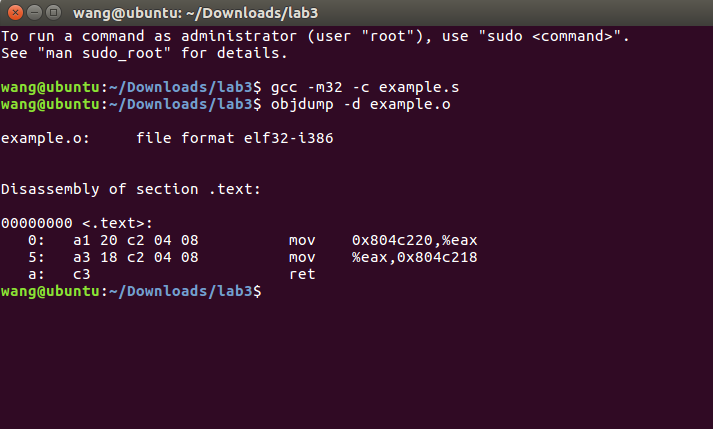 wang@ubuntu: ~/Downloads/lab3
To run a command as administrator (user "root"), use "sudo <command>".
See "man sudo_root" for details.
wang@ubuntu:~/Downloads/lab3$ gcc -m32 -c example.s
wang@ubuntu:~/Downloads/lab3$ objdump -d example.o
example.o:     file format elf32-i386
Disassembly of section .text:
00000000 <.text>:
   0:   a1 20 c2 04 08          mov    0x804c220,%eax
   5:   a3 18 c2 04 08          mov    %eax,0x804c218
   a:   c3                      ret
wang@ubuntu:~/Downloads/lab3$